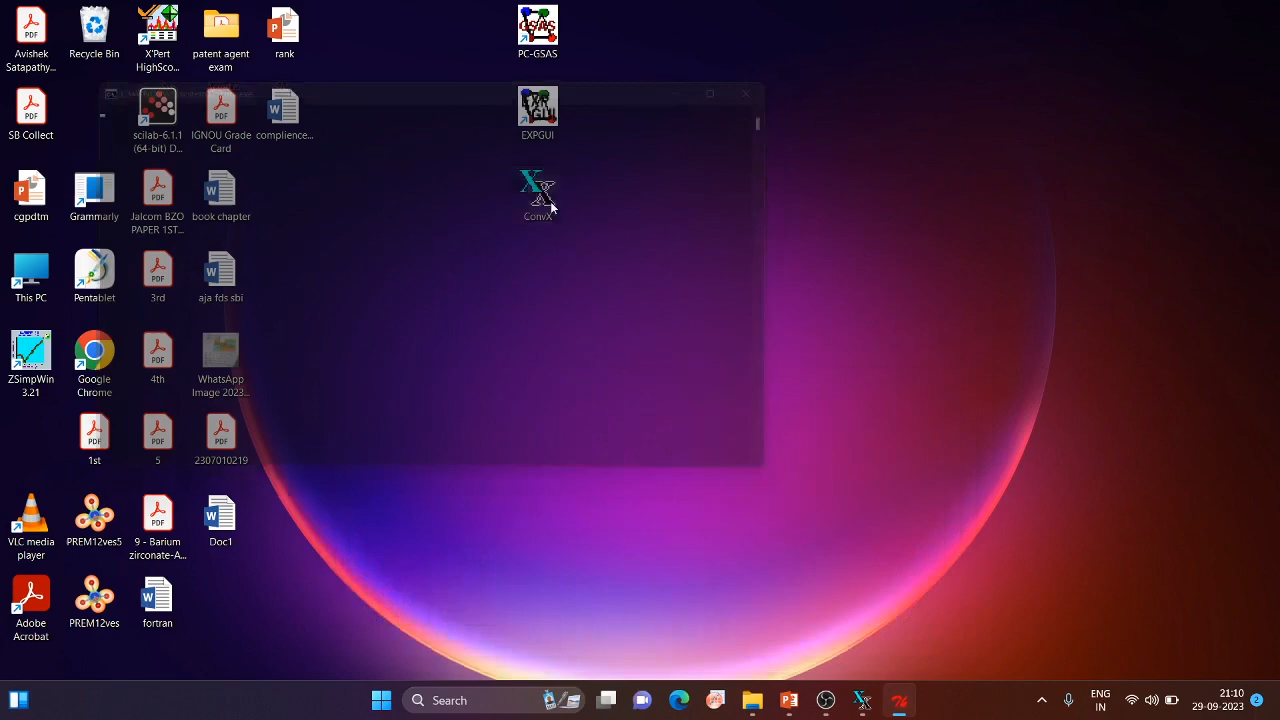 Avishek
Satapathy...
Recycle Bin
X'Pert
HighSco...
patent agent
exam
rank
GSAS
PC-GSAS
SB Collect
scilab-6.1.1
(64-bit) D...
IGNOU Grade
Card
complience...
EXPGUI
cgpdtm
Grammarly
Jalcom BZO
PAPER 1ST...
book chapter
ConvX
This PC
Pentablet
3rd
aja fds sbi
ZSimpWin
3.21
Google
Chrome
4th
WhatsApp
Image 2023...
1st
5
2307010219
VLC media
player
PREM12ves5
9 - Barium
zirconate-A...
Doc1
Adobe
Acrobat
PREM12ves
fortran
Search
ENG
IN
21:10
29-09-2023
2